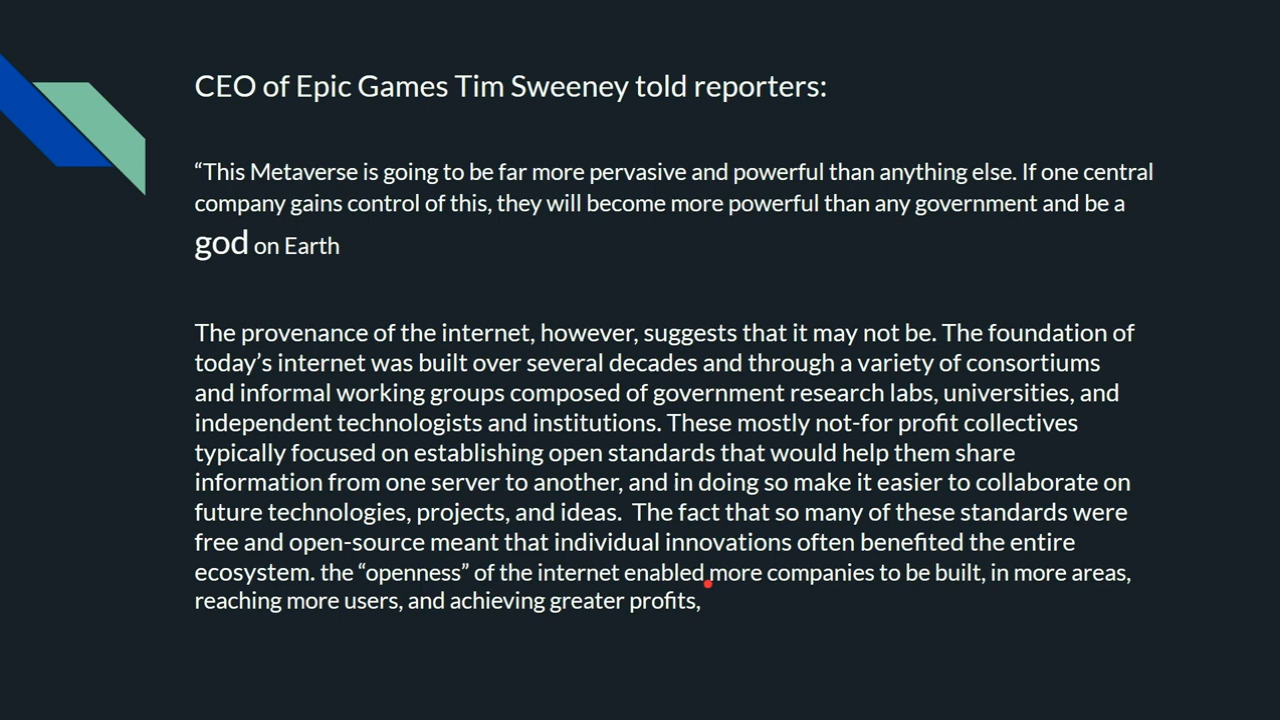 CEO of Epic Games Tim Sweeney told reporters:
“This Metaverse is going to be far more pervasive and powerful than anything else. If one central
company gains control of this, they will become more powerful than any government and be a
god on Earth
The provenance of the internet, however, suggests that it may not be. The foundation of
today’s internet was built over several decades and through a variety of consortiums
and informal working groups composed of government research labs, universities, and
independent technologists and institutions. These mostly not-for profit collectives
typically focused on establishing open standards that would help them share
information from one server to another, and in doing so make it easier to collaborate on
future technologies, projects, and ideas.  The fact that so many of these standards were
free and open-source meant that individual innovations often benefited the entire
ecosystem. the “openness” of the internet enabled more companies to be built, in more areas,
reaching more users, and achieving greater profits,